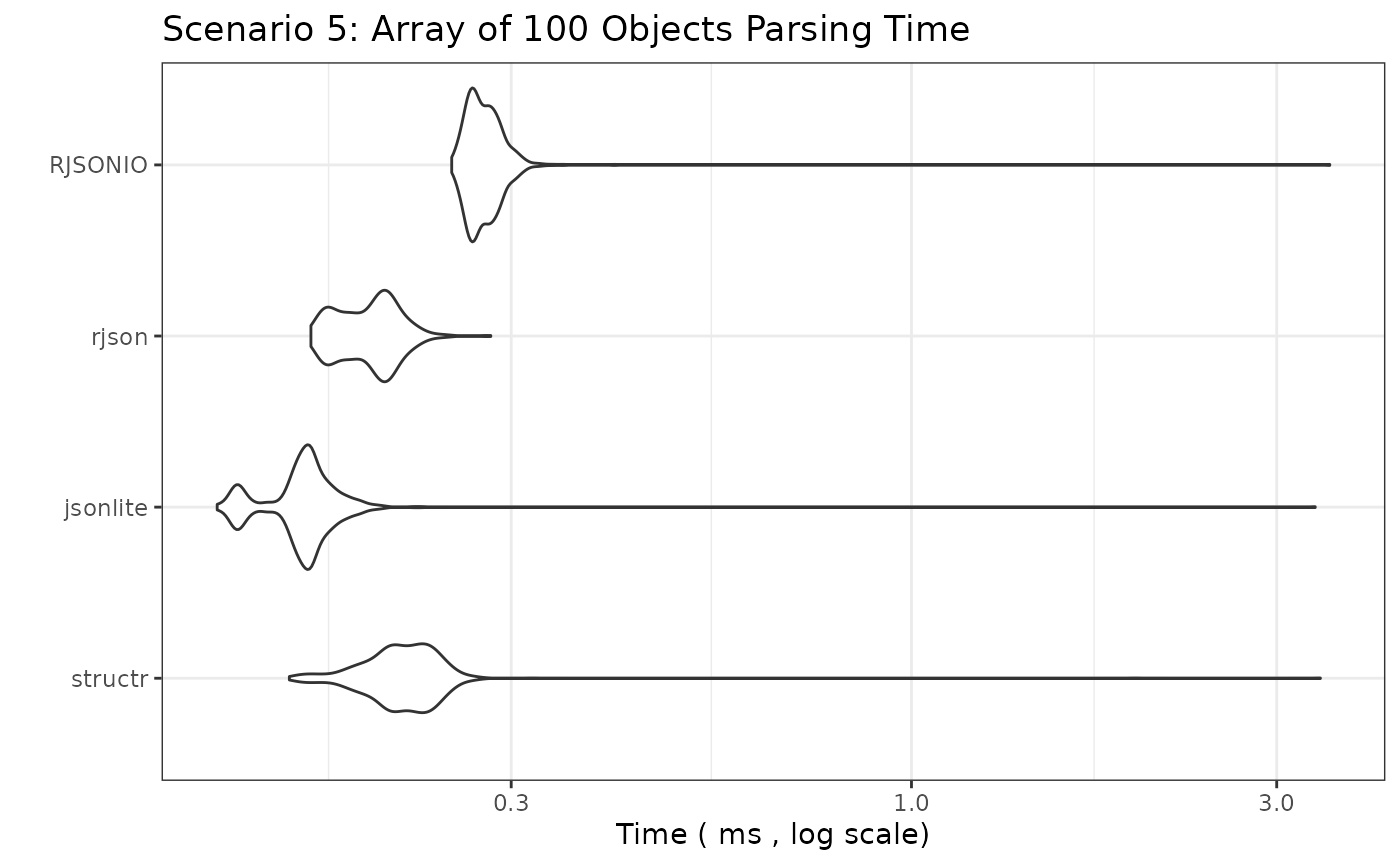 Scenario 5: Array of 100 Objects Parsing Time
RJSONIO
rjson
jsonlite
structr
0.3 1.0 3.0
Time ( ms , log scale)